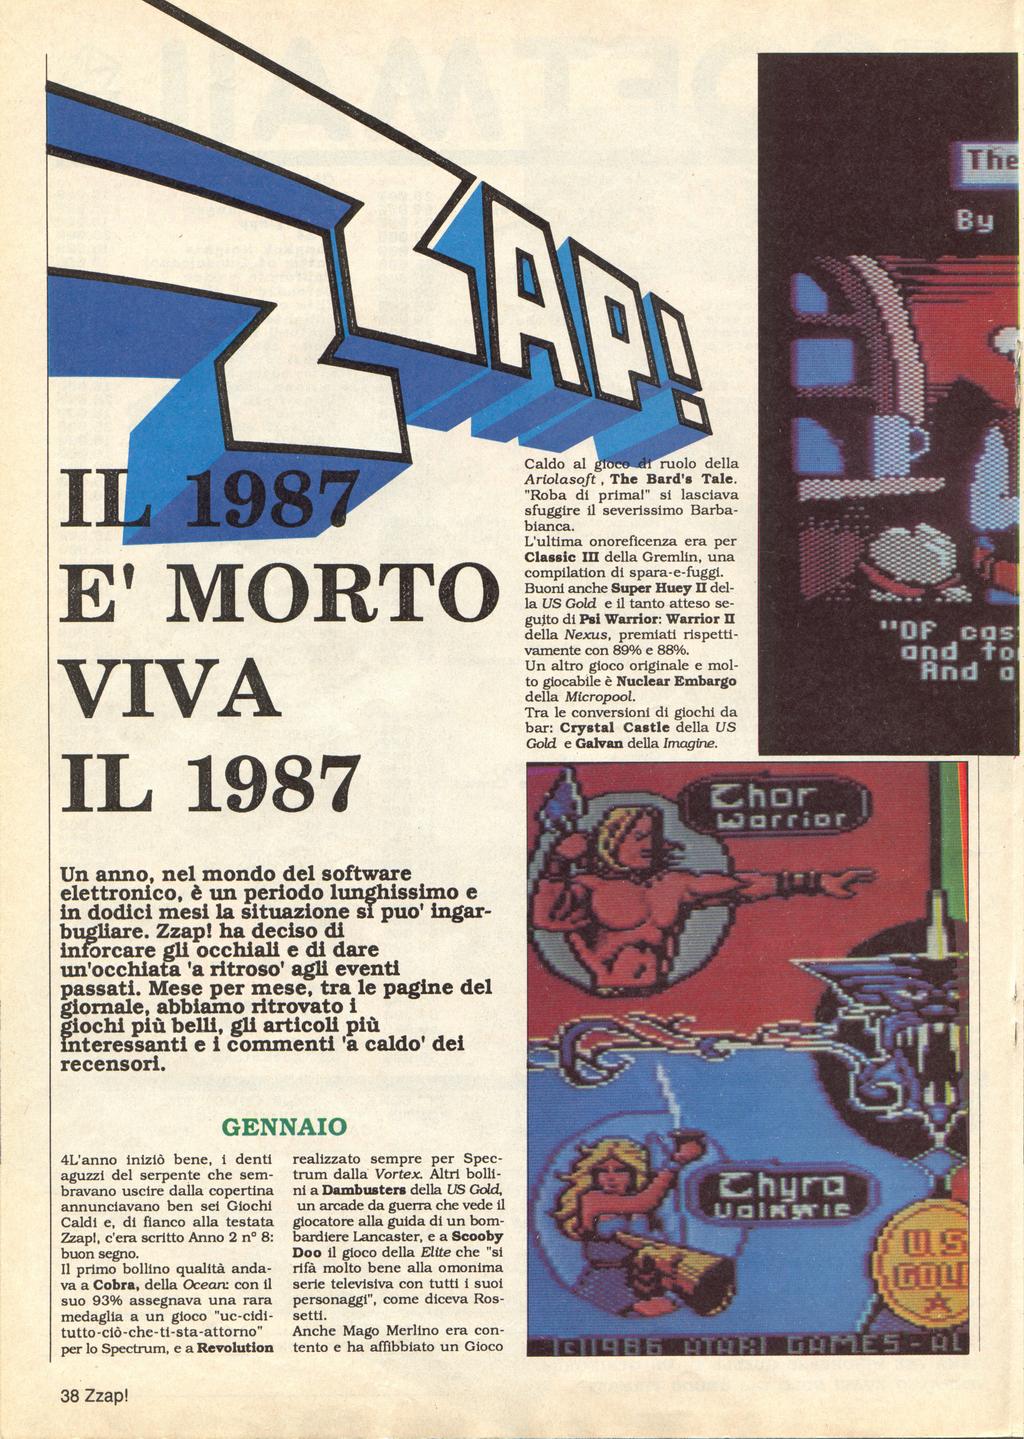 ZZAP!
IL 1987
E' MORTO
VIVA
IL 1987
Un anno, nel mondo del software
elettronico, è un periodo lunghissimo e
in dodici mesi la situazione si puo' ingar-
bugliare. Zzap! ha deciso di
inforcare gli occhiali e di dare
un'occhiata 'a ritroso' agli eventi
passati. Mese per mese, tra le pagine del
giornale, abbiamo ritrovato i
giochi più belli, gli articoli più
interessanti e i commenti 'a caldo' dei
recensori.
GENNAIO
4L'anno iniziò bene, i denti
aguzzi del serpente che sem-
bravano uscire dalla copertina
annunciavano ben sei Giochi
Caldi e, di fianco alla testata
Zzap!, c'era scritto Anno 2 n° 8:
buon segno.
Il primo bollino qualità anda-
va a Cobra, della Ocean: con il
suo 93% assegnava una rara
medaglia a un gioco "uc-cidi-
tutto-ciò-che-ti-sta-attorno"
per lo Spectrum, e a Revolution
realizzato sempre per Spec-
trum dalla Vortex. Altri bolli-
ni a Dambusters della US Gold,
un arcade da guerra che vede il
giocatore alla guida di un bom-
bardiere Lancaster, e a Scooby
Doo il gioco della Elite che "si
rifà molto bene alla omonima
serie televisiva con tutti i suoi
personaggi", come diceva Ros-
setti.
Anche Mago Merlino era con-
tento e ha affibbiato un Gioco
Caldo al gioco di ruolo della
Ariolasoft, The Bard's Tale.
"Roba di prima!" si lasciava
sfuggire il severissimo Barba-
bianca.
L'ultima onoreficenza era per
Classic III della Gremlin, una
compilation di spara-e-fuggi.
Buoni anche Super Huey II del-
la US Gold e il tanto atteso se-
guito di Psi Warrior: Warrior II
della Nexus, premiati rispetti-
vamente con 89% e 88%.
Un altro gioco originale e mol-
to giocabile è Nuclear Embargo
della Micropool.
Tra le conversioni di giochi da
bar: Crystal Castle della US
Gold e Galvan della Imagine.
The
By
"Of cas
and to
And a
Thor
Warrior
Thyra
Valkyrie
U.S
GOLD
(c)1986 ATARI GAMES-AL
38 Zzap!